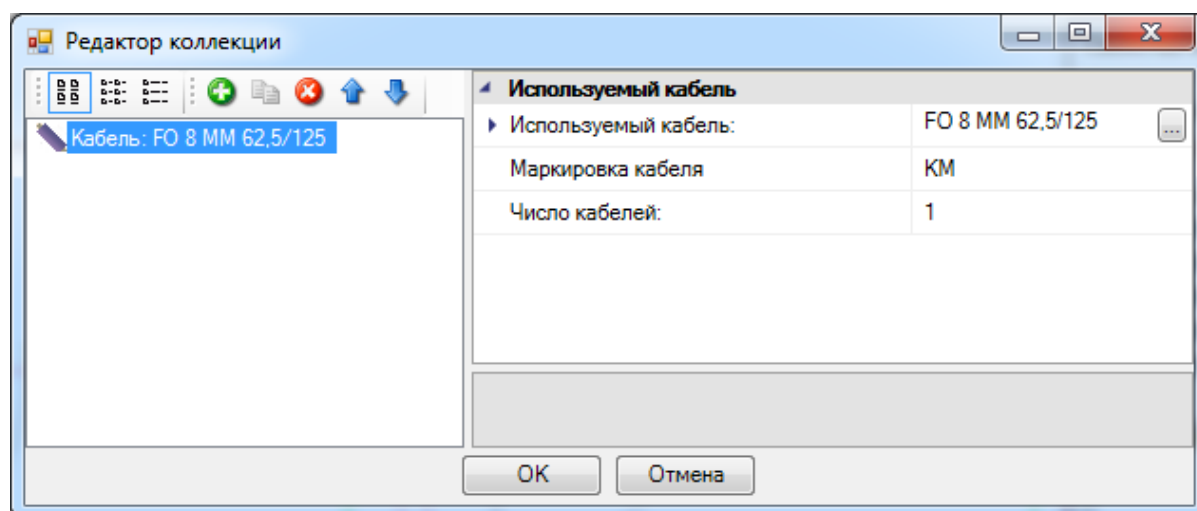 Редактор коллекции
Кабель: FO 8 MM 62,5/125
Используемый кабель
Используемый кабель: FO 8 MM 62,5/125 ...
Маркировка кабеля КМ
Число кабелей: 1
OK Отмена